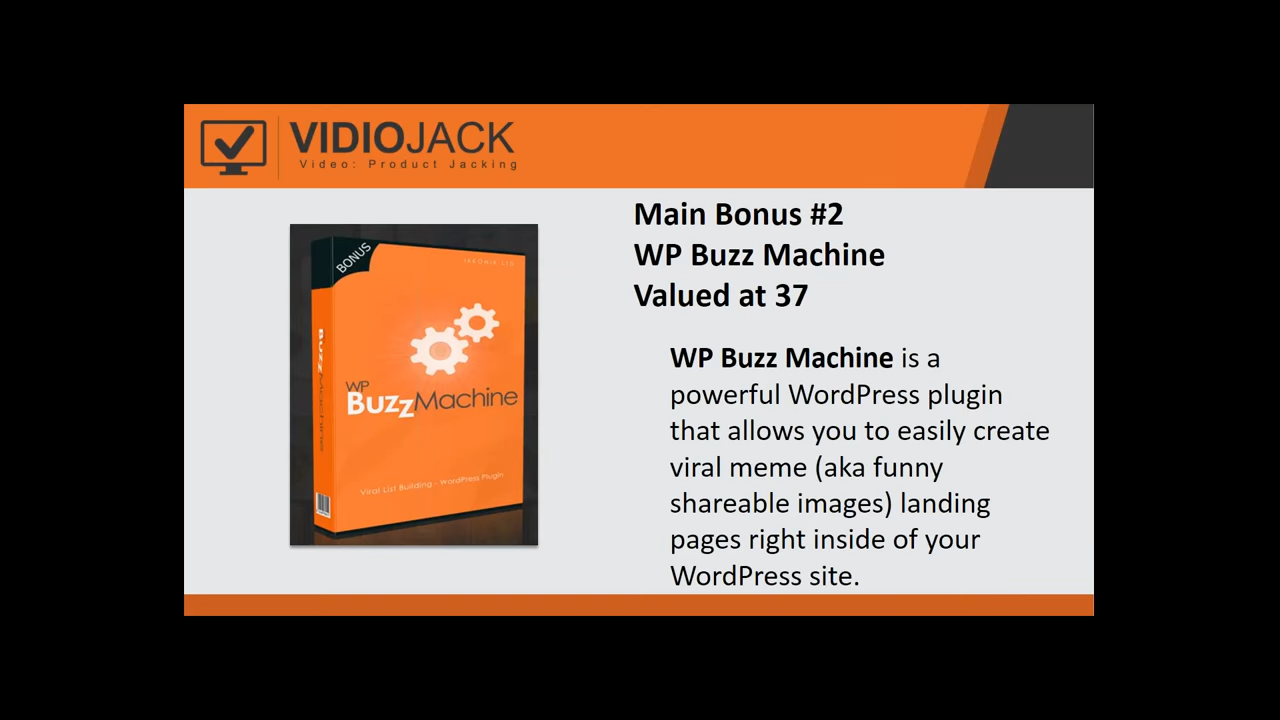 VIDIOJACK
Video: Product Jacking
Main Bonus #2
WP Buzz Machine
Valued at 37
BONUS
WP
BuzzMachine
Viral List Building - WordPress Plugin
WP Buzz Machine is a
powerful WordPress plugin
that allows you to easily create
viral meme (aka funny
shareable images) landing
pages right inside of your
WordPress site.